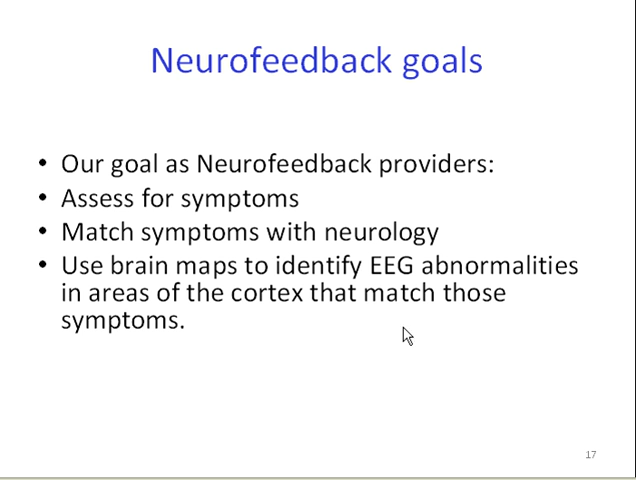 Neurofeedback goals
• Our goal as Neurofeedback providers:
• Assess for symptoms
• Match symptoms with neurology
• Use brain maps to identify EEG abnormalities
in areas of the cortex that match those
symptoms.
17